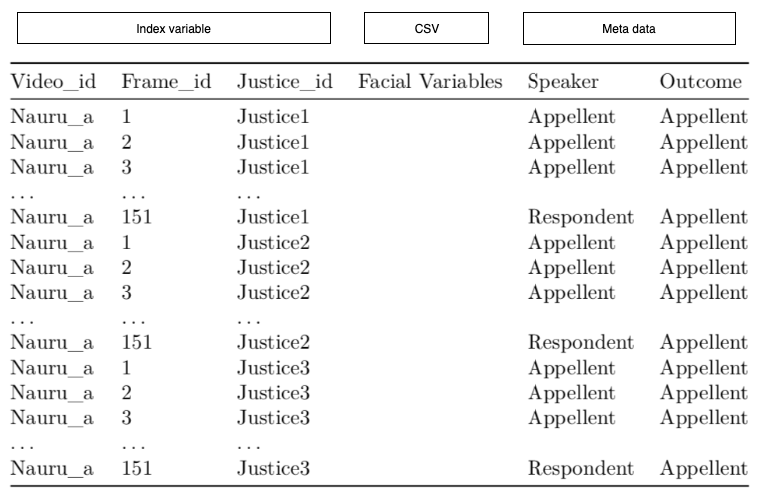 Index variable CSV Meta data
Video_id Frame_id Justice_id Facial Variables Speaker Outcome
Nauru_a 1 Justice1 Appellent Appellent
Nauru_a 2 Justice1 Appellent Appellent
Nauru_a 3 Justice1 Appellent Appellent
... ... ...
Nauru_a 151 Justice1 Respondent Appellent
Nauru_a 1 Justice2 Appellent Appellent
Nauru_a 2 Justice2 Appellent Appellent
Nauru_a 3 Justice2 Appellent Appellent
... ... ...
Nauru_a 151 Justice2 Respondent Appellent
Nauru_a 1 Justice3 Appellent Appellent
Nauru_a 2 Justice3 Appellent Appellent
Nauru_a 3 Justice3 Appellent Appellent
... ... ...
Nauru_a 151 Justice3 Respondent Appellent